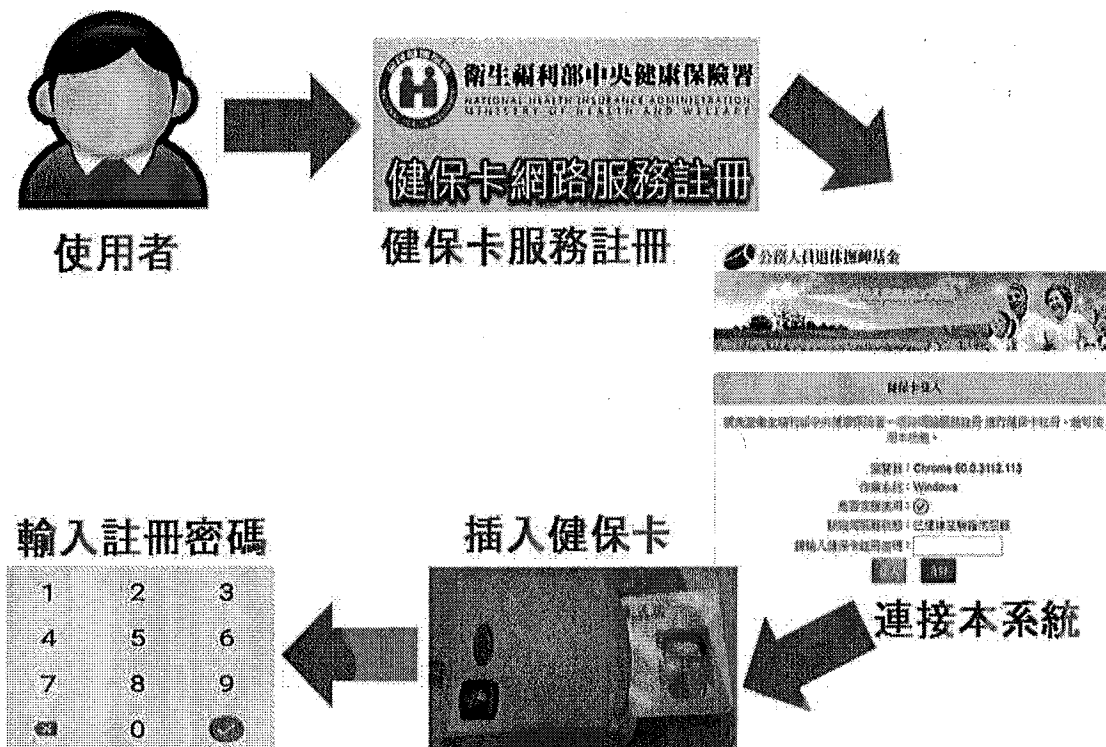 衛生福利部中央健康保險署
NATIONAL HEALTH INSURANCE ADMINISTRATION
MINISTRY OF HEALTH AND WELFARE
健保卡網路服務註冊
使用者
健保卡服務註冊
公務人員退休撫卹基金
健保卡登入
瀏覽器：Chrome 60.0.3112.113
作業系統：Windows
連接本系統
插入健保卡
輸入註冊密碼
1 2 3
4 5 6
7 8 9
0